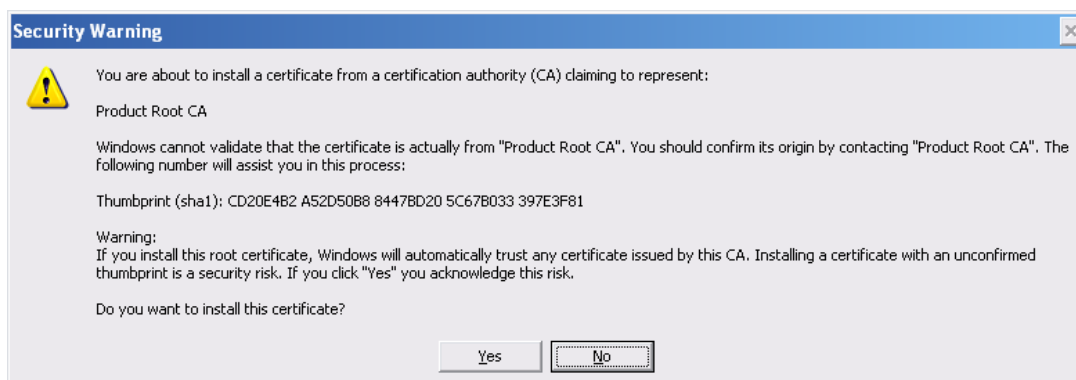 Security Warning
You are about to install a certificate from a certification authority (CA) claiming to represent:
Product Root CA
Windows cannot validate that the certificate is actually from "Product Root CA". You should confirm its origin by contacting "Product Root CA". The
following number will assist you in this process:
Thumbprint (sha1): CD20E4B2 A52D50B8 8447BD20 5C67B033 397E3F81
Warning:
If you install this root certificate, Windows will automatically trust any certificate issued by this CA. Installing a certificate with an unconfirmed
thumbprint is a security risk. If you click "Yes" you acknowledge this risk.
Do you want to install this certificate?
Yes No